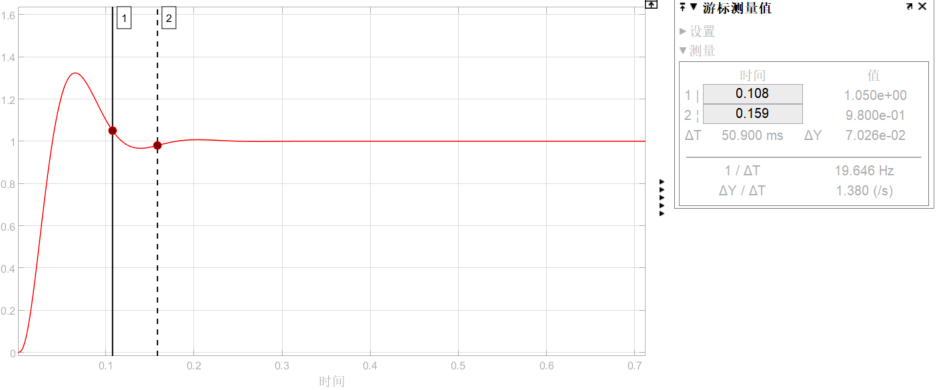 1.6
1.4
1.2
1
0.8
0.6
0.4
0.2
0
1
2
0.1
0.2
0.3
0.4
0.5
0.6
0.7
时间
游标测量值
设置
测量
时间 值
1 | 0.108 1.050e+00
2 ¦ 0.159 9.800e-01
ΔT 50.900 ms ΔY 7.026e-02
1 / ΔT 19.646 Hz
ΔY / ΔT 1.380 (/s)